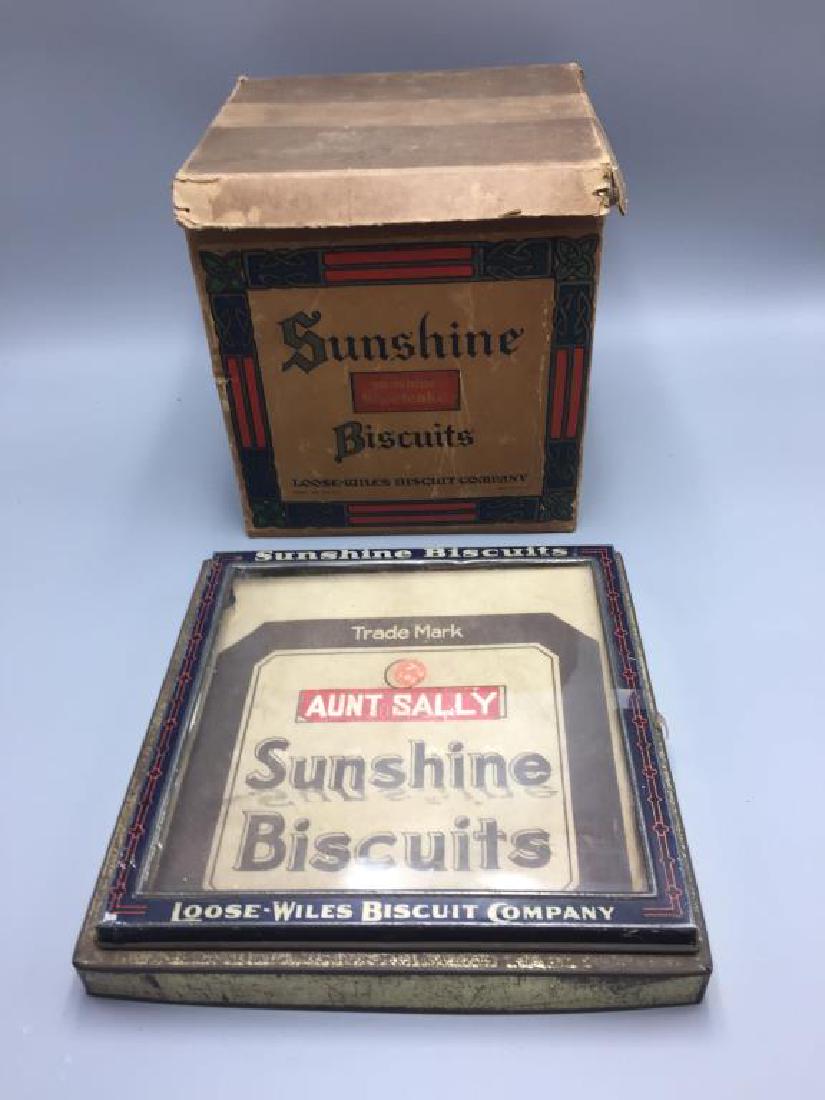 Sunshine
Biscuits
LOOSE-WILES BISCUIT COMPANY
Sunshine Biscuits
Trade Mark
AUNT SALLY
Sunshine
Biscuits
LOOSE-WILES BISCUIT COMPANY